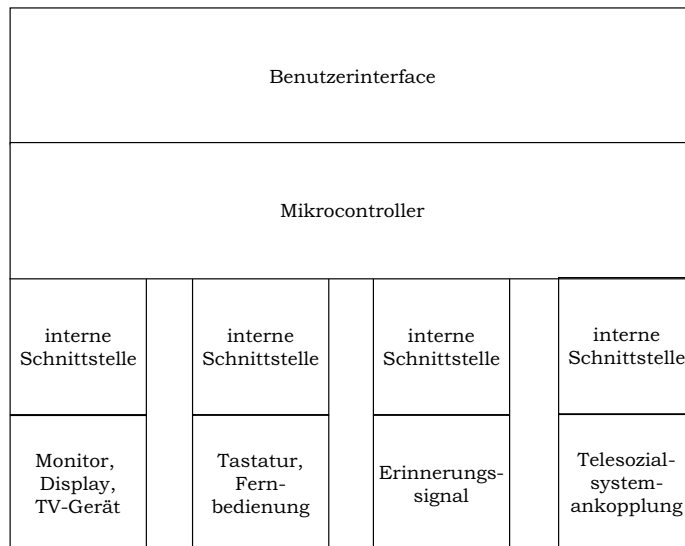 Benutzerinterface
Mikrocontroller
interne
Schnittstelle
interne
Schnittstelle
interne
Schnittstelle
interne
Schnittstelle
Monitor,
Display,
TV-Gerät
Tastatur,
Fern-
bedienung
Erinnerungs-
signal
Telesozial-
system-
ankopplung